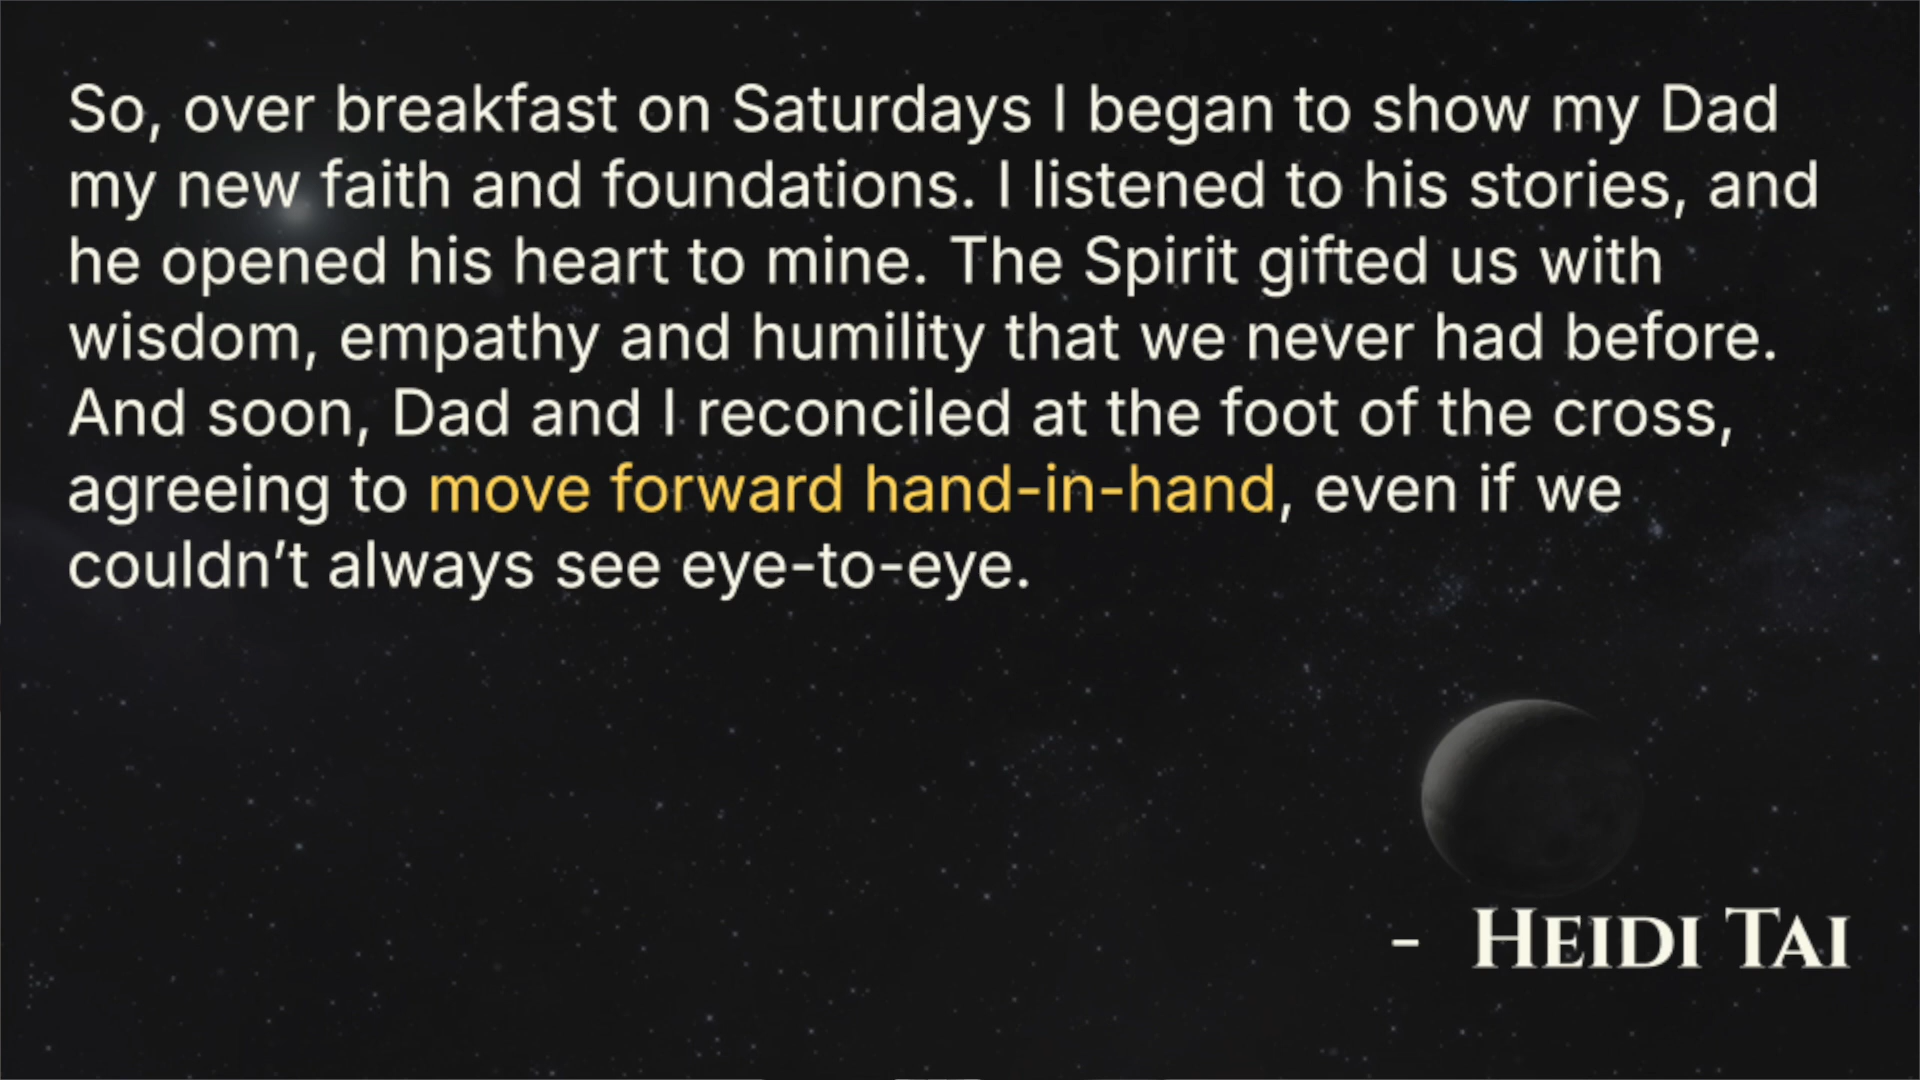 So, over breakfast on Saturdays I began to show my Dad
my new faith and foundations. I listened to his stories, and
he opened his heart to mine. The Spirit gifted us with
wisdom, empathy and humility that we never had before.
And soon, Dad and I reconciled at the foot of the cross,
agreeing to move forward hand-in-hand, even if we
couldn’t always see eye-to-eye.
- Heidi Tai